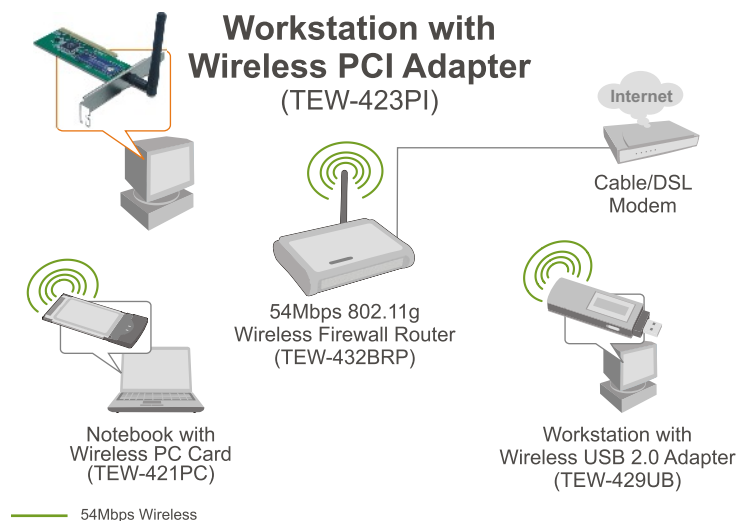 Workstation with
Wireless PCI Adapter
(TEW-423PI)
Internet
Cable/DSL
Modem
54Mbps 802.11g
Wireless Firewall Router
(TEW-432BRP)
Notebook with
Wireless PC Card
(TEW-421PC)
Workstation with
Wireless USB 2.0 Adapter
(TEW-429UB)
54Mbps Wireless